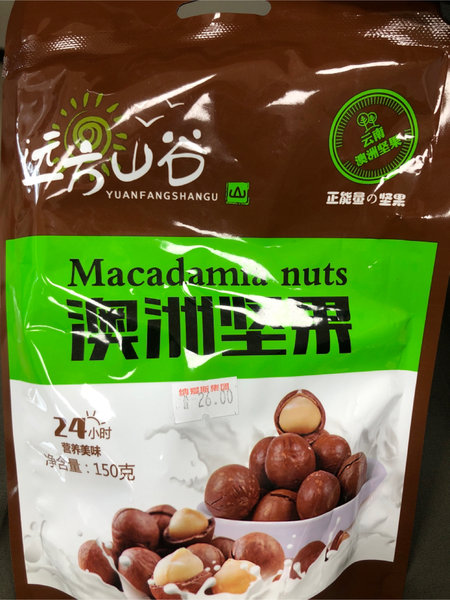 远方山谷
YUANFANGSHANGU
云南
澳洲坚果
正能量の坚果
Macadamia nuts
澳洲坚果
26.00
24小时
营养美味
净含量:150克